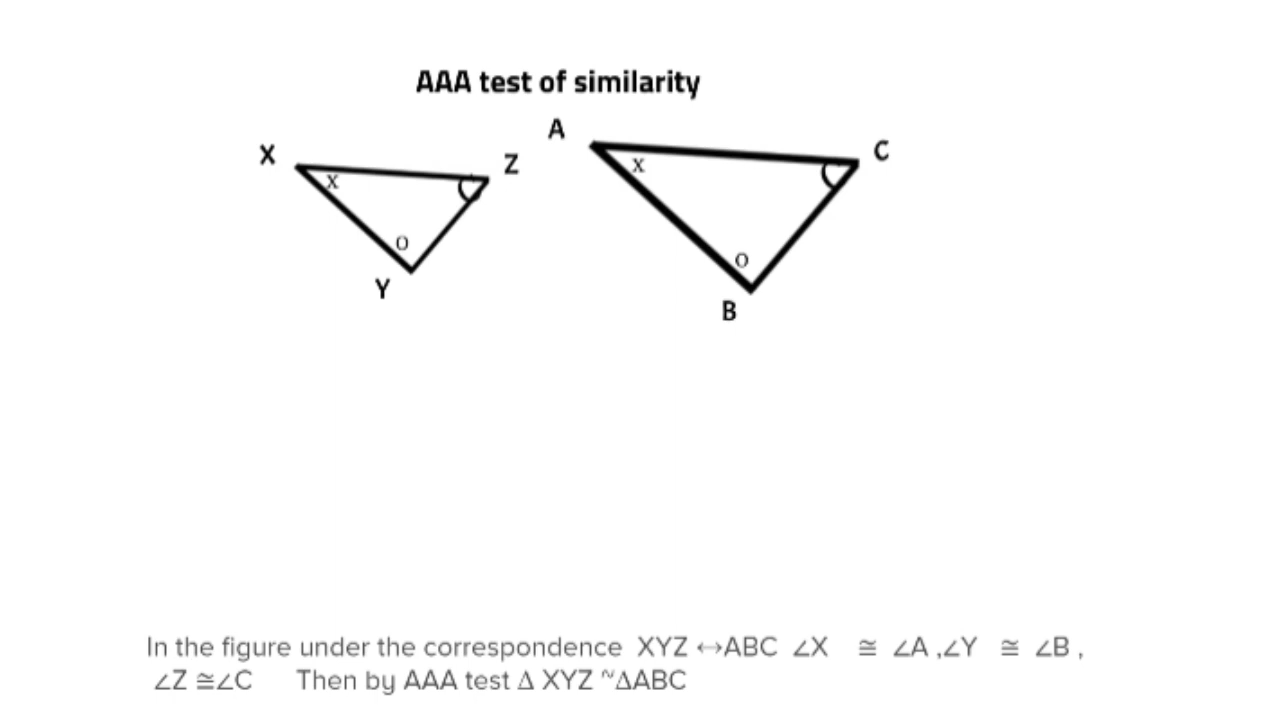 AAA test of similarity
A
X
C
Z
x
x
o
o
Y
B
In the figure under the correspondence XYZ ↔ABC ∠X ≅ ∠A ,∠Y ≅ ∠B ,
∠Z ≅∠C Then by AAA test Δ XYZ ~ΔABC